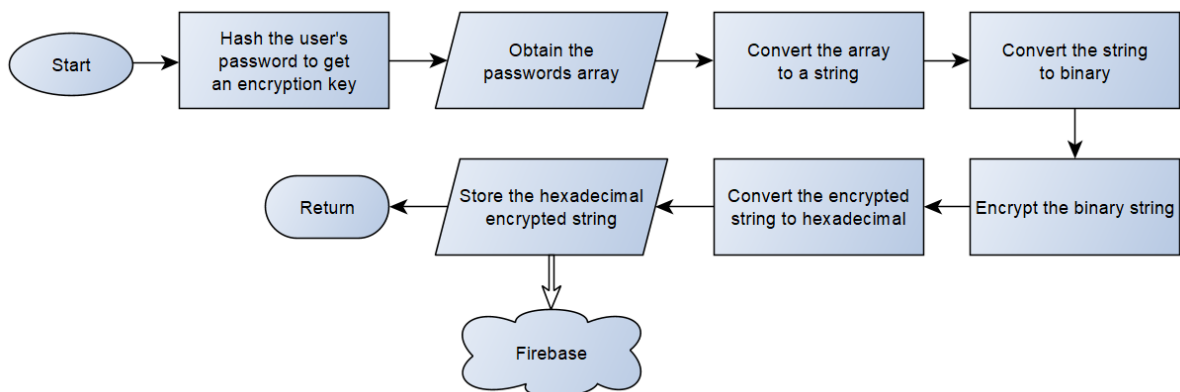 Start
Hash the user's
password to get
an encryption key
Obtain the
passwords array
Convert the array
to a string
Convert the string
to binary
Encrypt the binary string
Convert the encrypted
string to hexadecimal
Store the hexadecimal
encrypted string
Return
Firebase